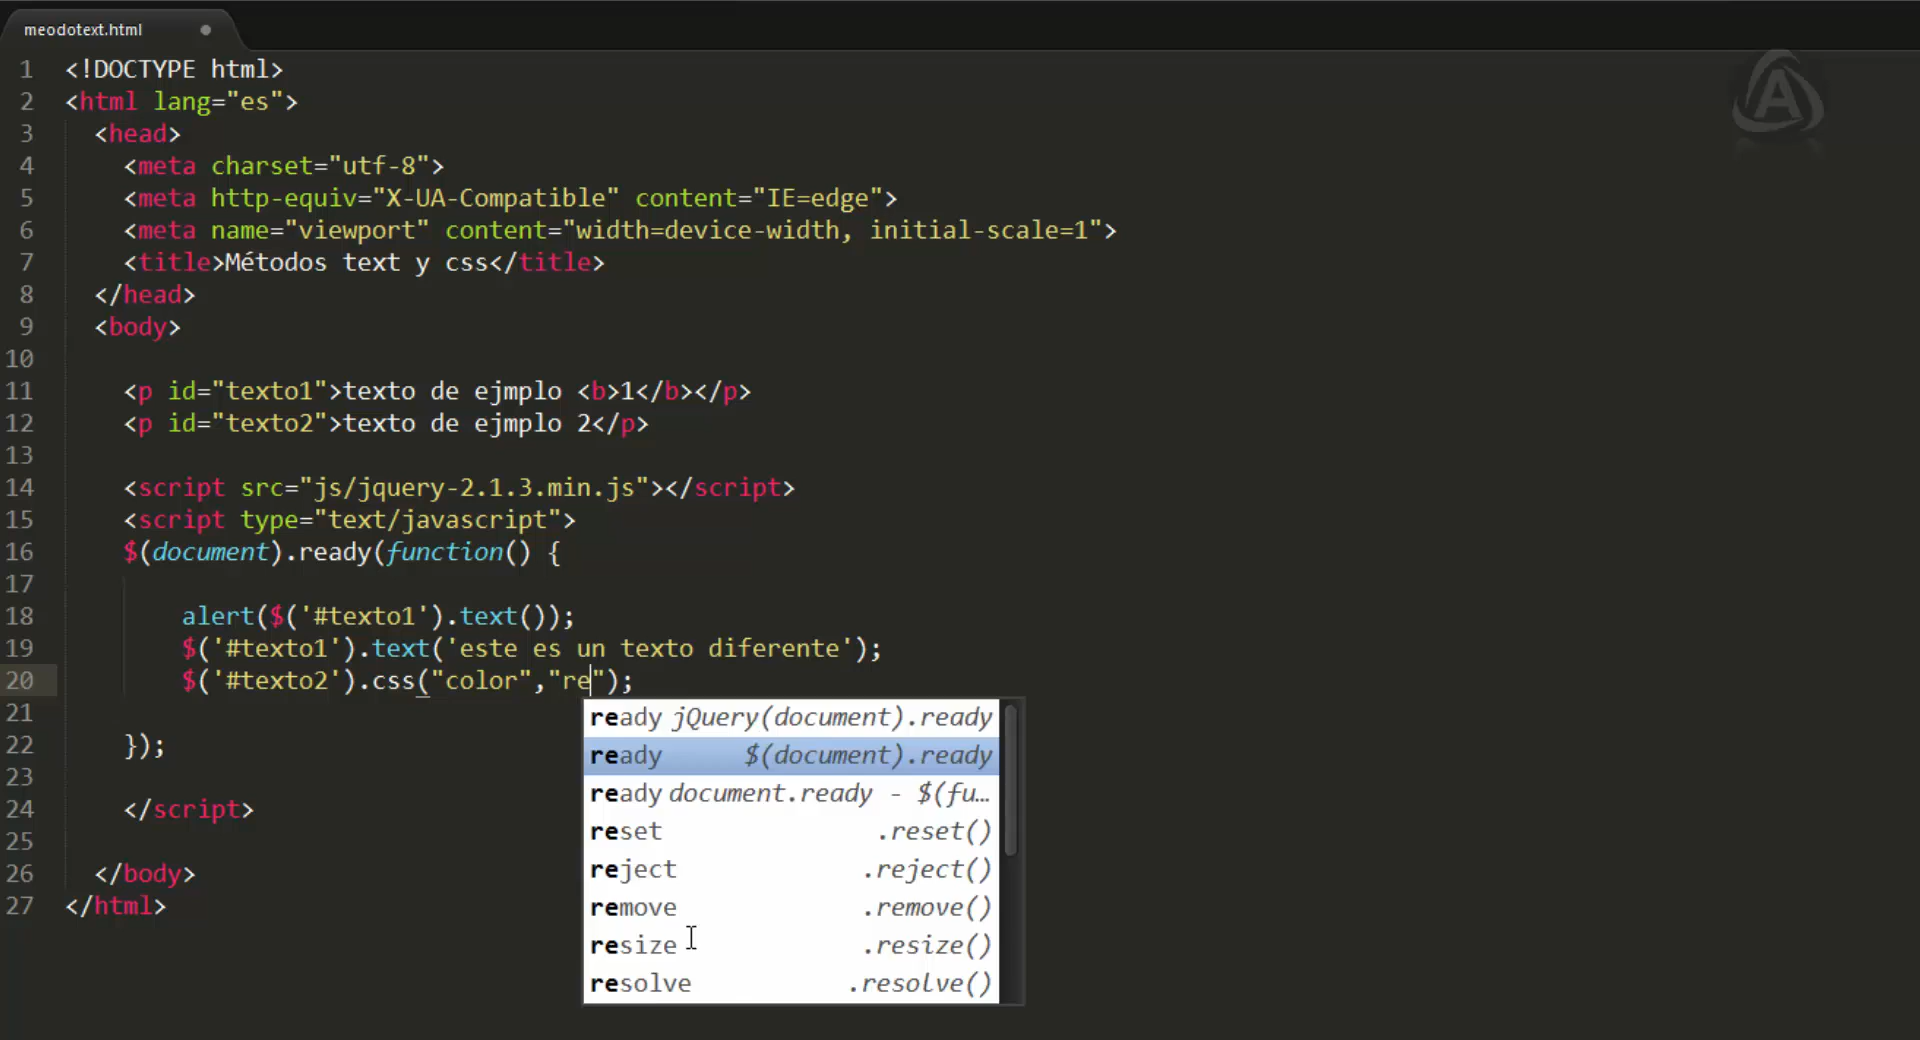 meodotext.html
1 <!DOCTYPE html>
2 <html lang="es">
3 <head>
4 <meta charset="utf-8">
5 <meta http-equiv="X-UA-Compatible" content="IE=edge">
6 <meta name="viewport" content="width=device-width, initial-scale=1">
7 <title>Métodos text y css</title>
8 </head>
9 <body>
10
11 <p id="texto1">texto de ejmplo <b>1</b></p>
12 <p id="texto2">texto de ejmplo 2</p>
13
14 <script src="js/jquery-2.1.3.min.js"></script>
15 <script type="text/javascript">
16 $(document).ready(function() {
17
18 alert($('#texto1').text());
19 $('#texto1').text('este es un texto diferente');
20 $('#texto2').css("color","re");
21
22 });
23
24 </script>
25
26 </body>
27 </html>
ready jQuery(document).ready
ready $(document).ready
ready document.ready - $(fu…
reset .reset()
reject .reject()
remove .remove()
resize .resize()
resolve .resolve()
A